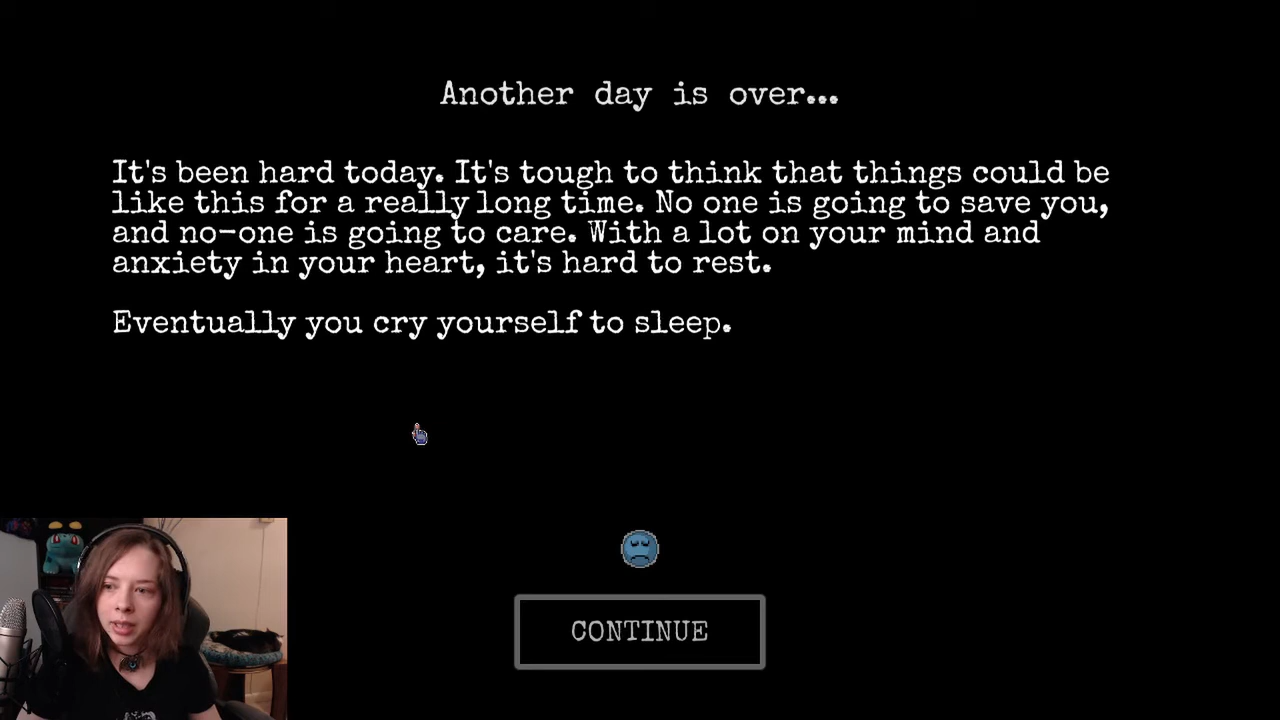 Another day is over...
It's been hard today. It's tough to think that things could be
like this for a really long time. No one is going to save you,
and no-one is going to care. With a lot on your mind and
anxiety in your heart, it's hard to rest.
Eventually you cry yourself to sleep.
CONTINUE